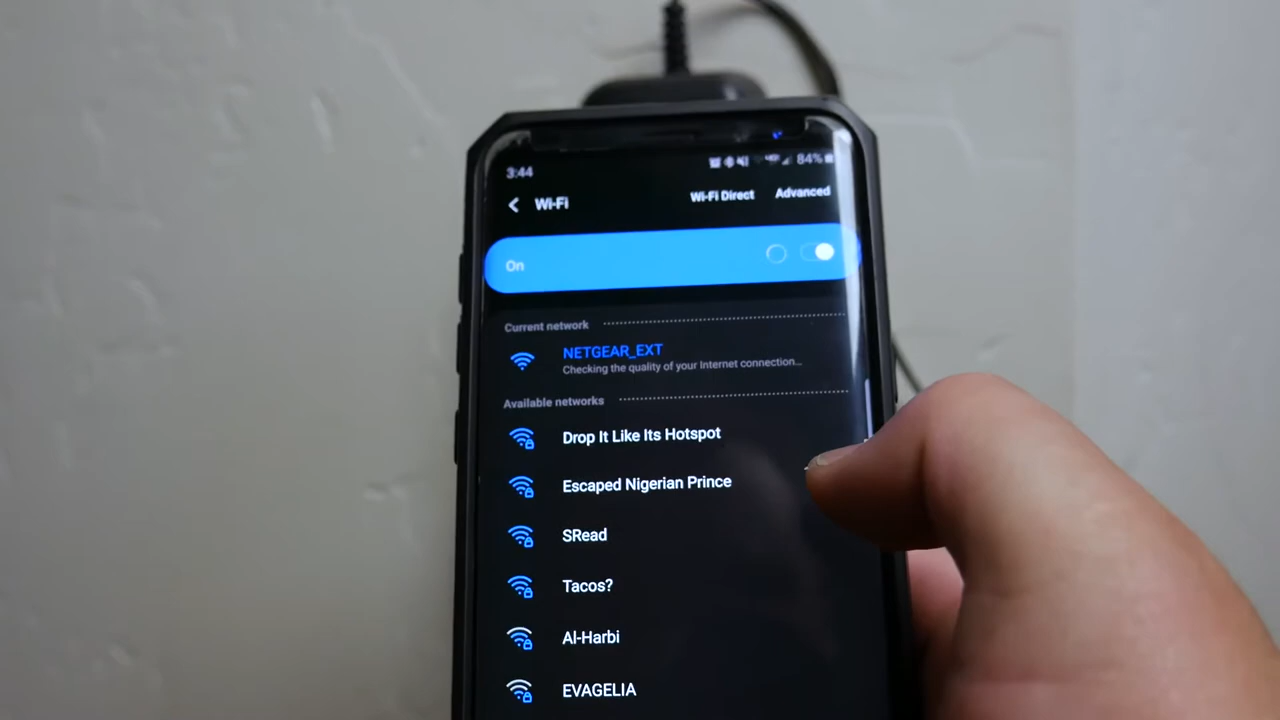 3:44
84%
Wi-Fi
Wi-Fi Direct
Advanced
On
Current network
NETGEAR_EXT
Checking the quality of your Internet connection...
Available networks
Drop It Like Its Hotspot
Escaped Nigerian Prince
SRead
Tacos?
Al-Harbi
EVAGELIA